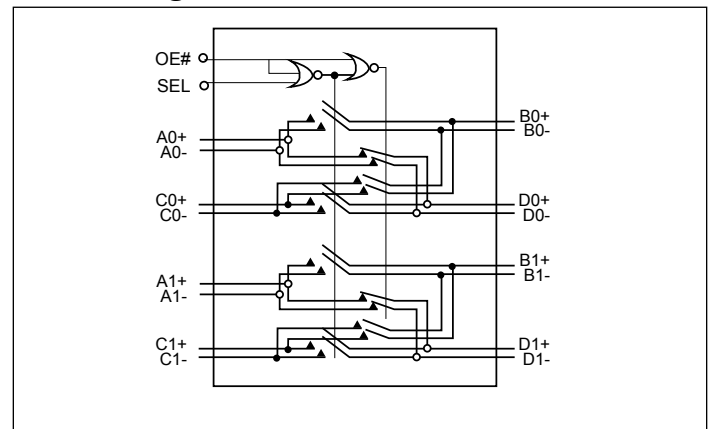 OE#
SEL
B0+
B0-
A0+
A0-
C0+
C0-
D0+
D0-
B1+
B1-
A1+
A1-
C1+
C1-
D1+
D1-